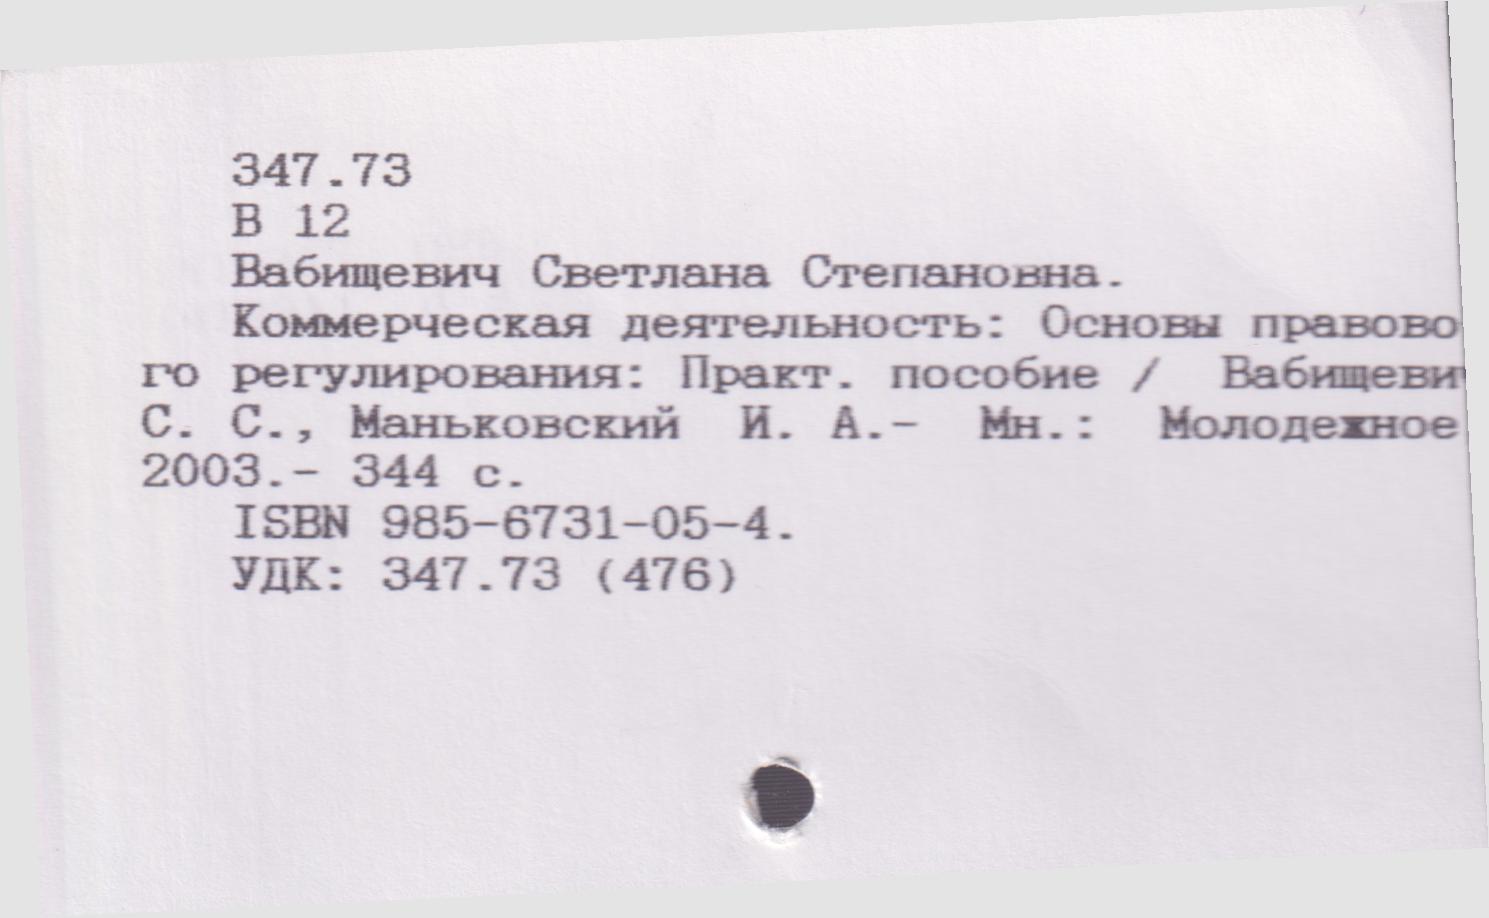 347.73
В 12
Вабищевич Светлана Степановна.
Коммерческая деятельность: Основы правово
го регулирования: Практ. пособие / Вабищевич
С. С., Маньковский И. А.- Мн.: Молодежное
2003.- 344 с.
ISBN 985-6731-05-4.
УДК: 347.73 (476)